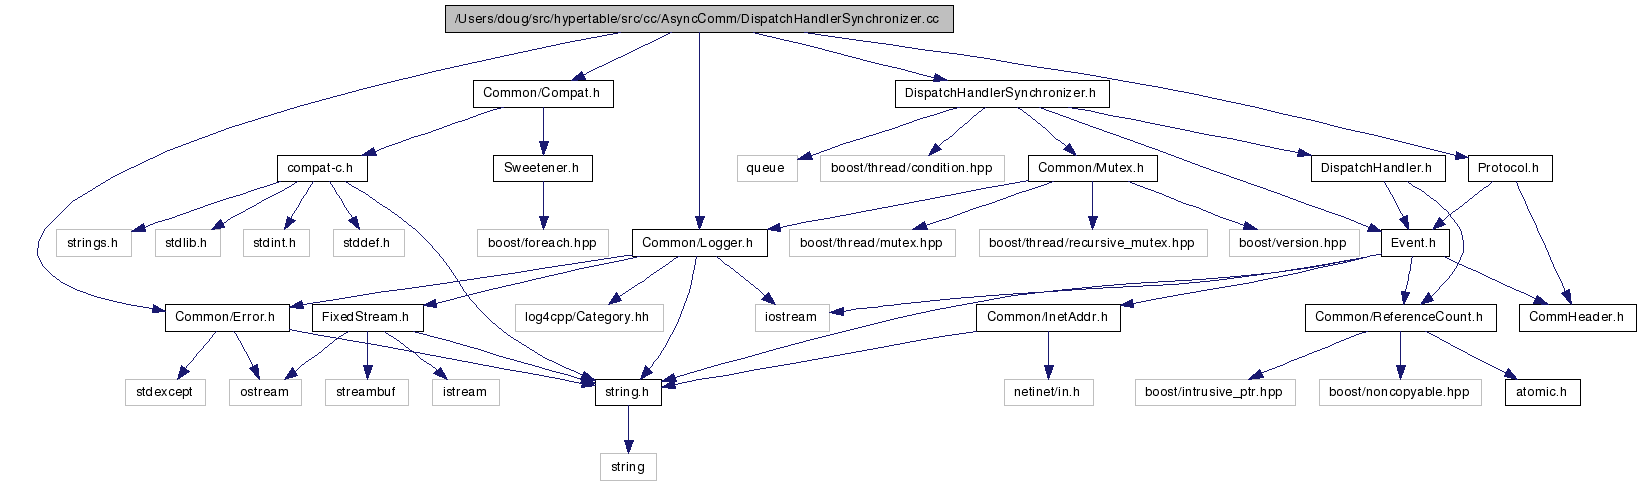 /Users/doug/src/hypertable/src/cc/AsyncComm/DispatchHandlerSynchronizer.cc
Common/Compat.h
DispatchHandlerSynchronizer.h
compat-c.h
Sweetener.h
queue
boost/thread/condition.hpp
Common/Mutex.h
DispatchHandler.h
Protocol.h
strings.h
stdlib.h
stdint.h
stddef.h
boost/foreach.hpp
Common/Logger.h
boost/thread/mutex.hpp
boost/thread/recursive_mutex.hpp
boost/version.hpp
Event.h
Common/Error.h
FixedStream.h
log4cpp/Category.hh
iostream
Common/InetAddr.h
Common/ReferenceCount.h
CommHeader.h
stdexcept
ostream
streambuf
istream
string.h
netinet/in.h
boost/intrusive_ptr.hpp
boost/noncopyable.hpp
atomic.h
string